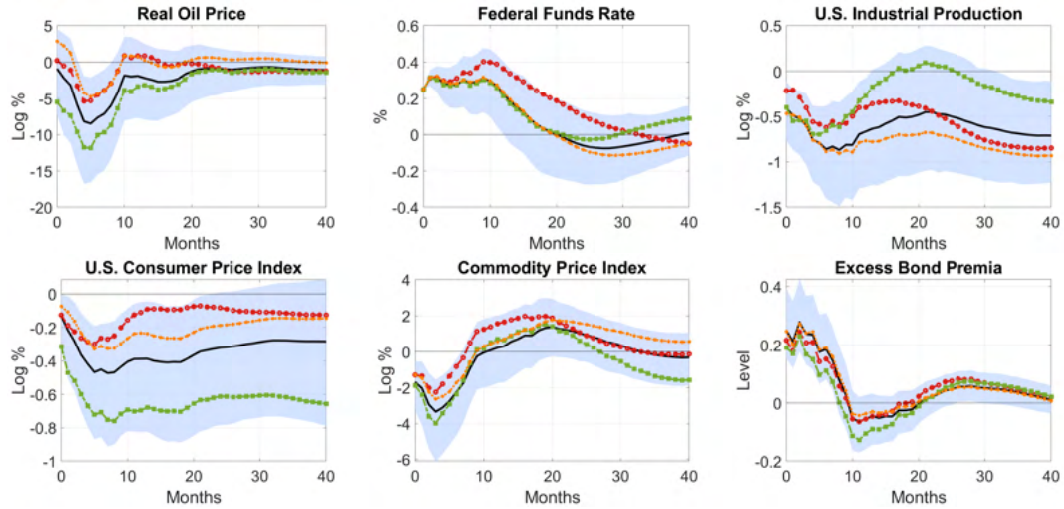 Real Oil Price
Log %
5
0
-5
-10
-15
-20
0 10 20 30 40
Months
Federal Funds Rate
%
0.6
0.4
0.2
0
-0.2
-0.4
0 10 20 30 40
Months
U.S. Industrial Production
Log %
0.5
0
-0.5
-1
-1.5
0 10 20 30 40
Months
U.S. Consumer Price Index
Log %
0
-0.2
-0.4
-0.6
-0.8
-1
0 10 20 30 40
Months
Commodity Price Index
Log %
4
2
0
-2
-4
-6
0 10 20 30 40
Months
Excess Bond Premia
Level
0.4
0.2
0
-0.2
0 10 20 30 40
Months